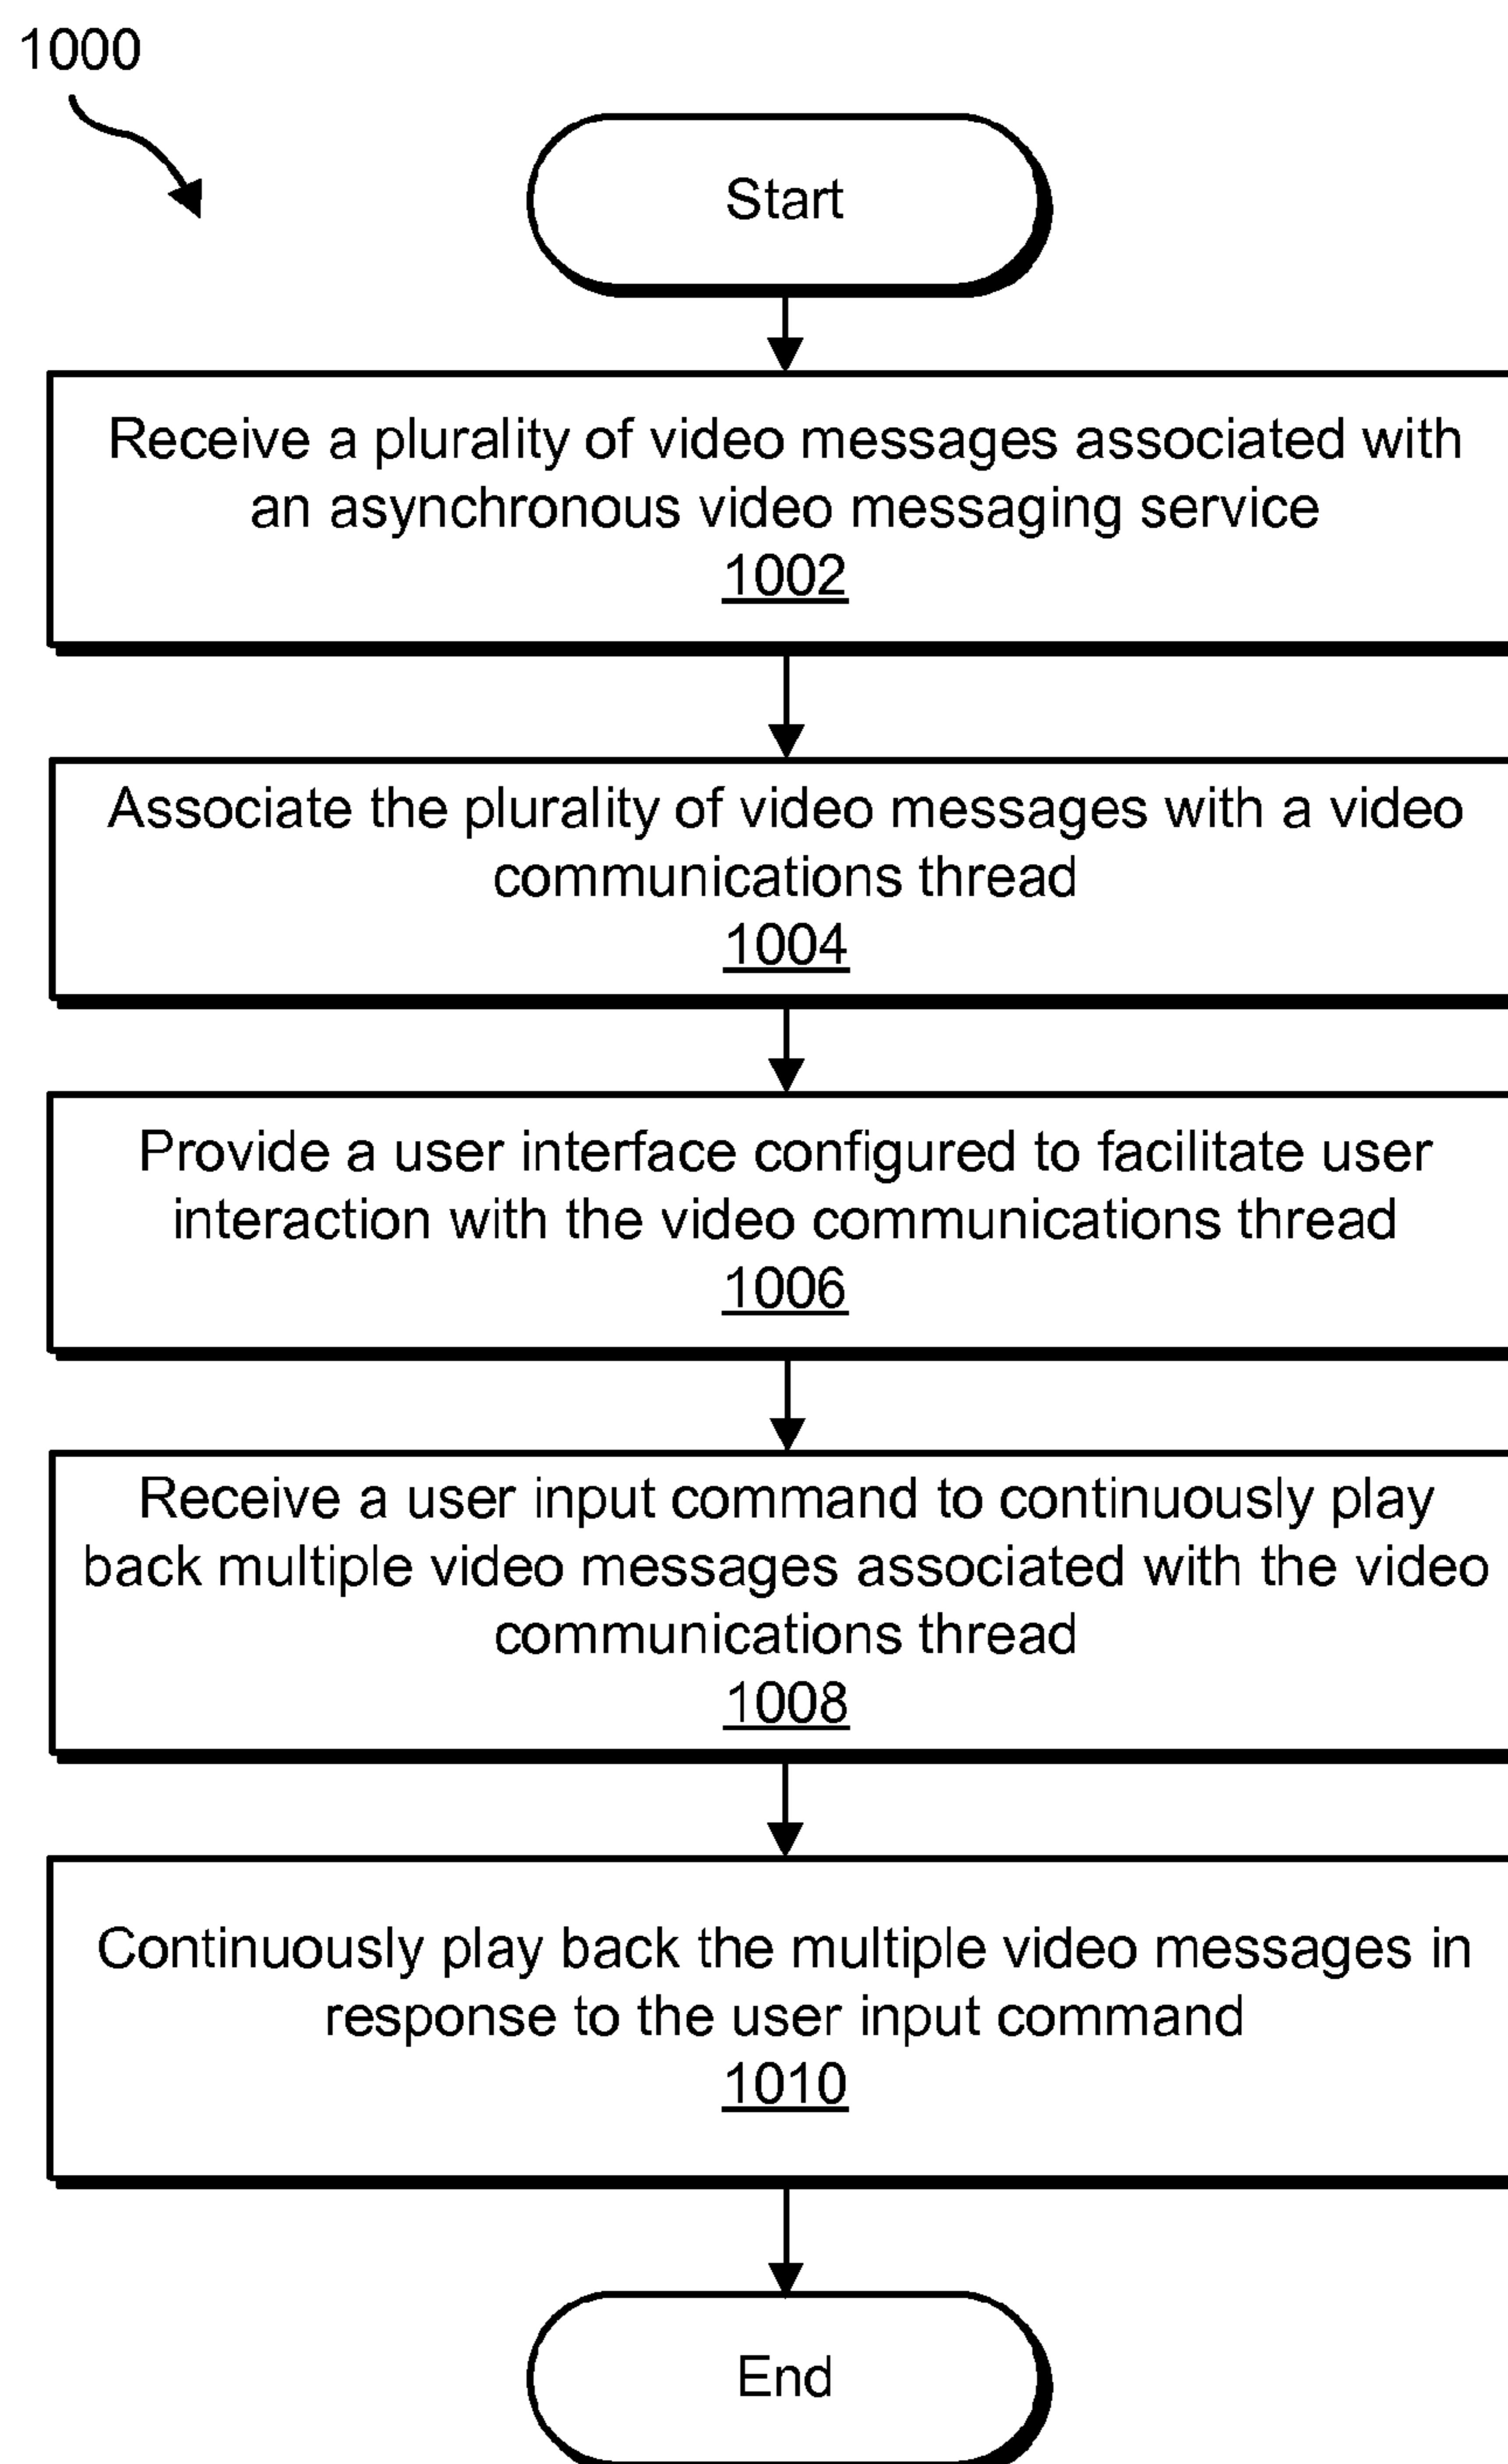 1000
Start
Receive a plurality of video messages associated with
an asynchronous video messaging service
1002
Associate the plurality of video messages with a video
communications thread
1004
Provide a user interface configured to facilitate user
interaction with the video communications thread
1006
Receive a user input command to continuously play
back multiple video messages associated with the video
communications thread
1008
Continuously play back the multiple video messages in
response to the user input command
1010
End